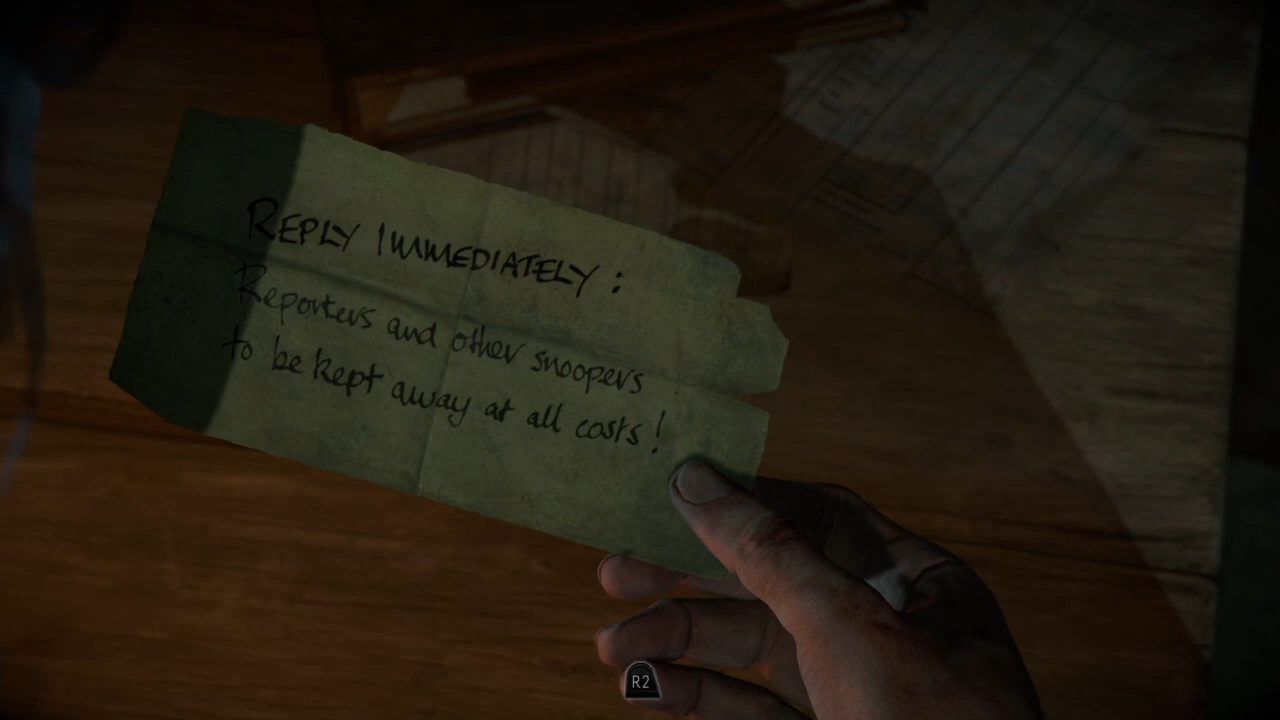 REPLY IMMEDIATELY:
Reporters and other snoopers
to be kept away at all costs!
R2